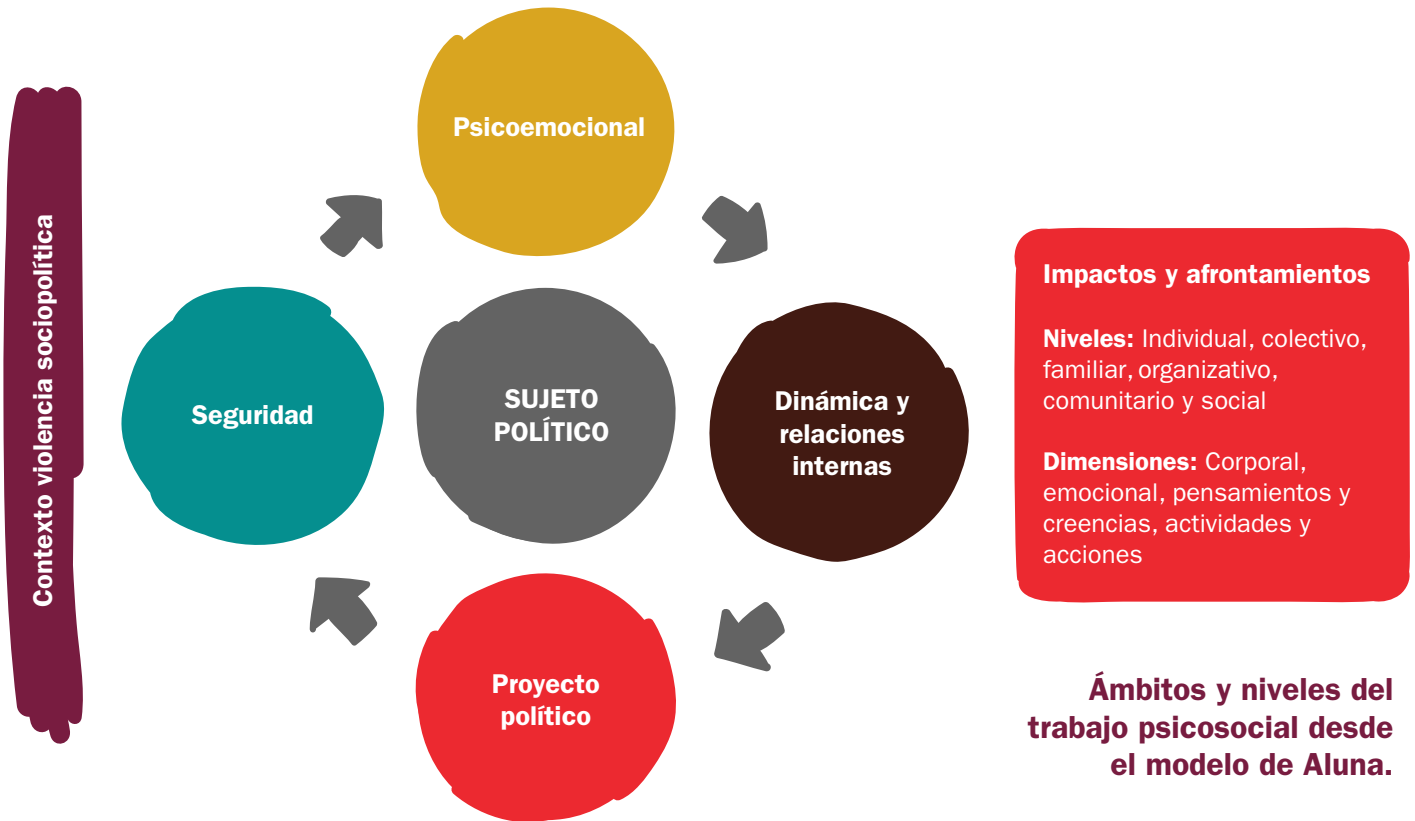 Contexto violencia sociopolítica
Psicoemocional
Seguridad
SUJETO
POLÍTICO
Dinámica y
relaciones
internas
Proyecto
político
Impactos y afrontamientos
Niveles: Individual, colectivo,
familiar, organizativo,
comunitario y social
Dimensiones: Corporal,
emocional, pensamientos y
creencias, actividades y
acciones
Ámbitos y niveles del
trabajo psicosocial desde
el modelo de Aluna.